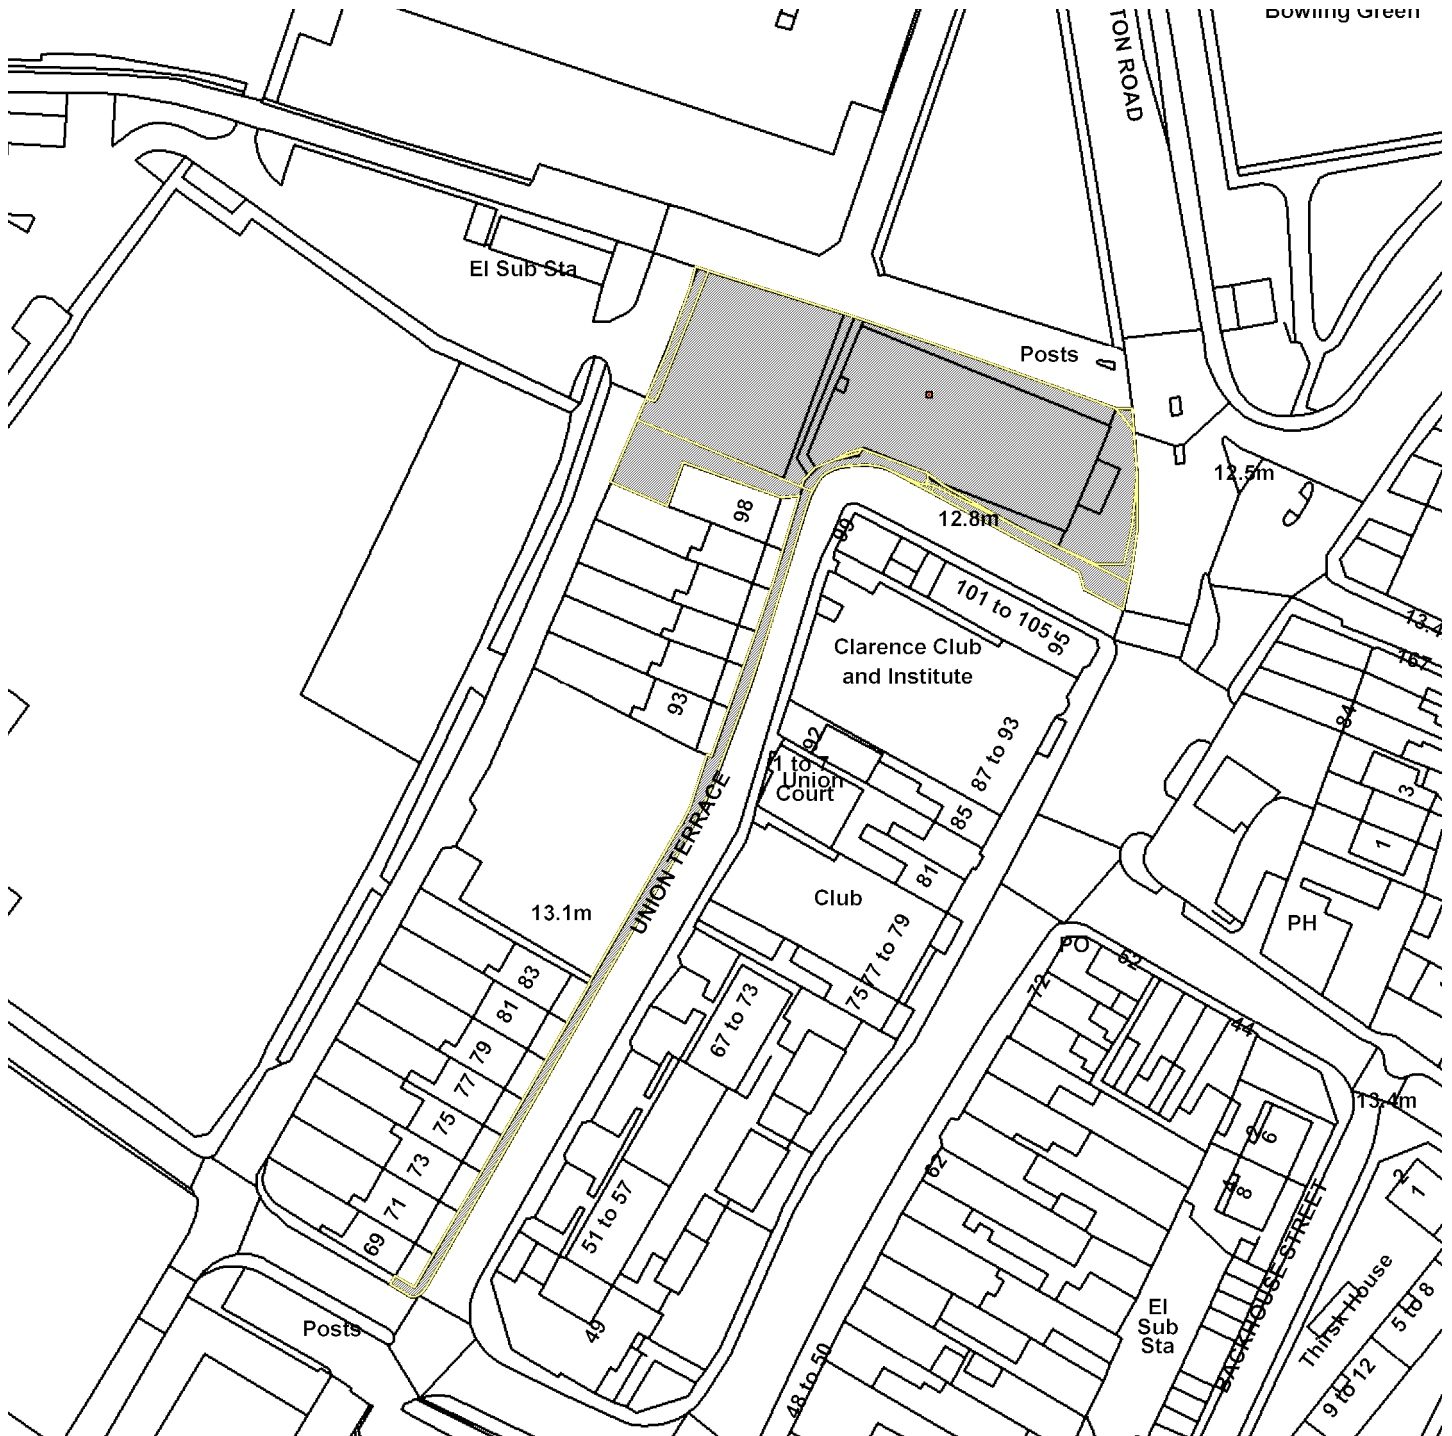 Bowling Green
TON ROAD
El Sub Sta
Posts
12.5m
98
12.8m
99
101 to 105
95
13.4
Clarence Club
and Institute
167
93
84
92
87 to 93
1 to 7
Union
Court
3
85
UNION TERRACE
1
81
Club
13.1m
PH
77 to 79
PO
52
83
72
75
81
67 to 73
44
79
77
13.4m
75
2
6
73
62
4
8
2
1
71
51 to 57
69
BACKHOUSE STREET
Thirsk House
5 to 8
El
Sub
Sta
Posts
49
48 to 50
9 to 12